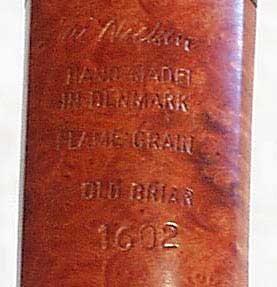 HAND MADE
IN DENMARK
FLAME GRAIN
OLD BRIAR
1602